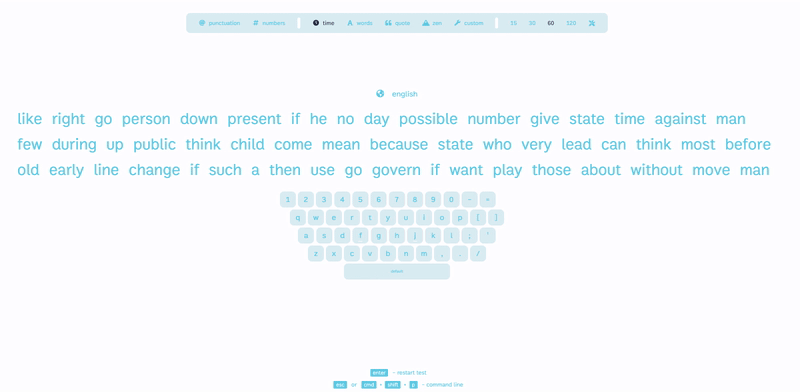 @ punctuation # numbers time A words quote zen custom 15 30 60 120
english
like right go person down present if he no day possible number give state time against man
few during up public think child come mean because state who very lead can think most before
old early line change if such a then use go govern if want play those about without move man
1 2 3 4 5 6 7 8 9 0 - =
q w e r t y u i o p [ ]
a s d f g h j k l ; '
z x c v b n m , . /
enter - restart test
esc or cmd + shift + p - command line